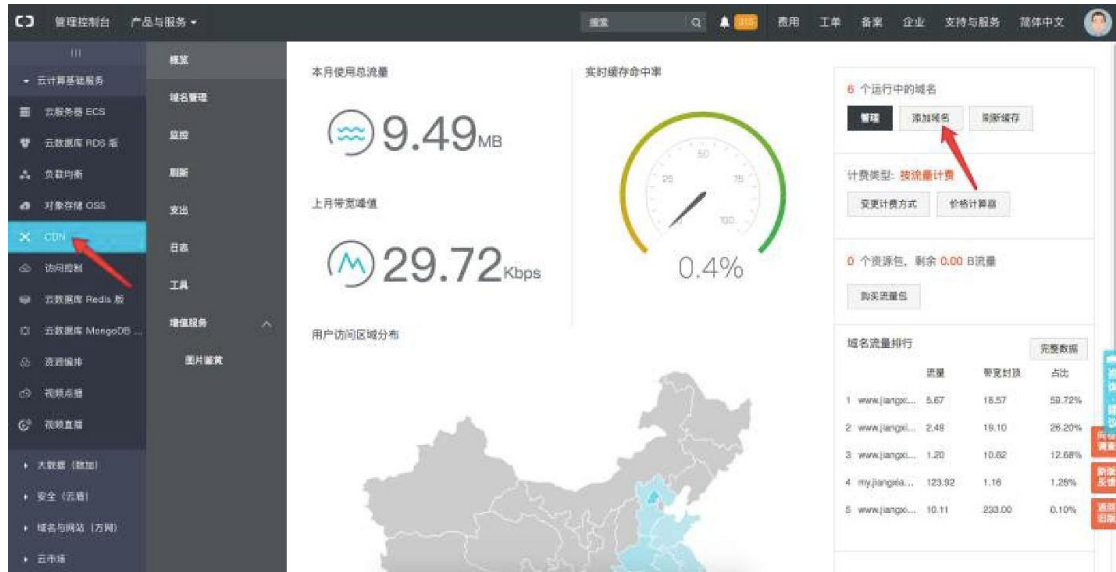 管理控制台 产品与服务 搜索 费用 工单 备案 企业 支持与服务 简体中文
云计算基础服务
云服务器 ECS
云数据库 RDS 版
负载均衡
对象存储 OSS
CDN
访问控制
云数据库 Redis 版
云数据库 MongoDB ...
资源编排
视频点播
视频直播
大数据（数加）
安全（云盾）
域名与网站（万网）
云市场
概览
域名管理
监控
刷新
支出
日志
工具
增值服务
图片鉴黄
本月使用总流量
9.49MB
上月带宽峰值
29.72Kbps
用户访问区域分布
实时缓存命中率
25
50
75
100
0.4%
6 个运行中的域名
管理 添加域名 刷新缓存
计费类型: 按流量计费
变更计费方式 价格计算器
0 个资源包，剩余 0.00 B流量
购买流量包
域名流量排行 完整数据
流量 带宽封顶 占比
1 www.jiangxi... 5.67 18.57 59.72%
2 www.jiangxi... 2.49 19.10 26.20%
3 www.jiangxi... 1.20 10.62 12.68%
4 my.jiangxia... 123.92 1.16 1.28%
5 www.jiangxi... 10.11 233.00 0.10%